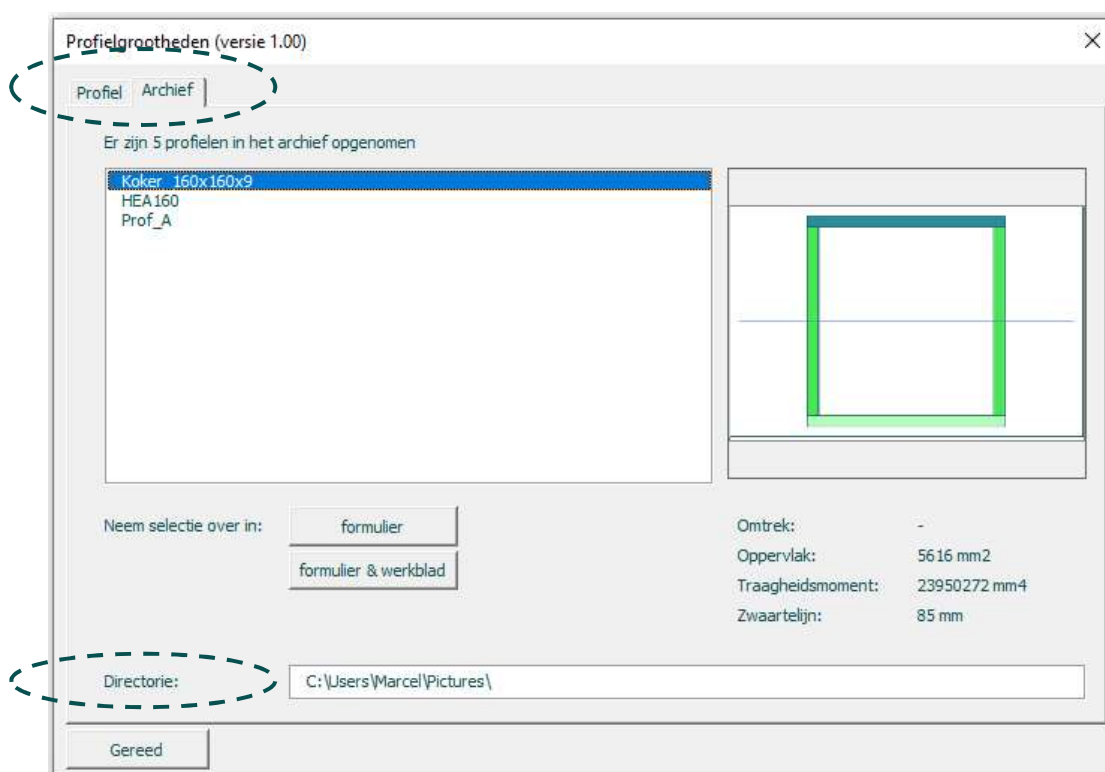 Profielgrootheden (versie 1.00)
Profiel Archief
Er zijn 5 profielen in het archief opgenomen
Koker_160x160x9
HEA160
Prof_A
Neem selectie over in: formulier
formulier & werkblad
Omtrek: -
Oppervlak: 5616 mm2
Traagheidsmoment: 23950272 mm4
Zwaartelijn: 85 mm
Directorie: C:\Users\Marcel\Pictures\
Gereed